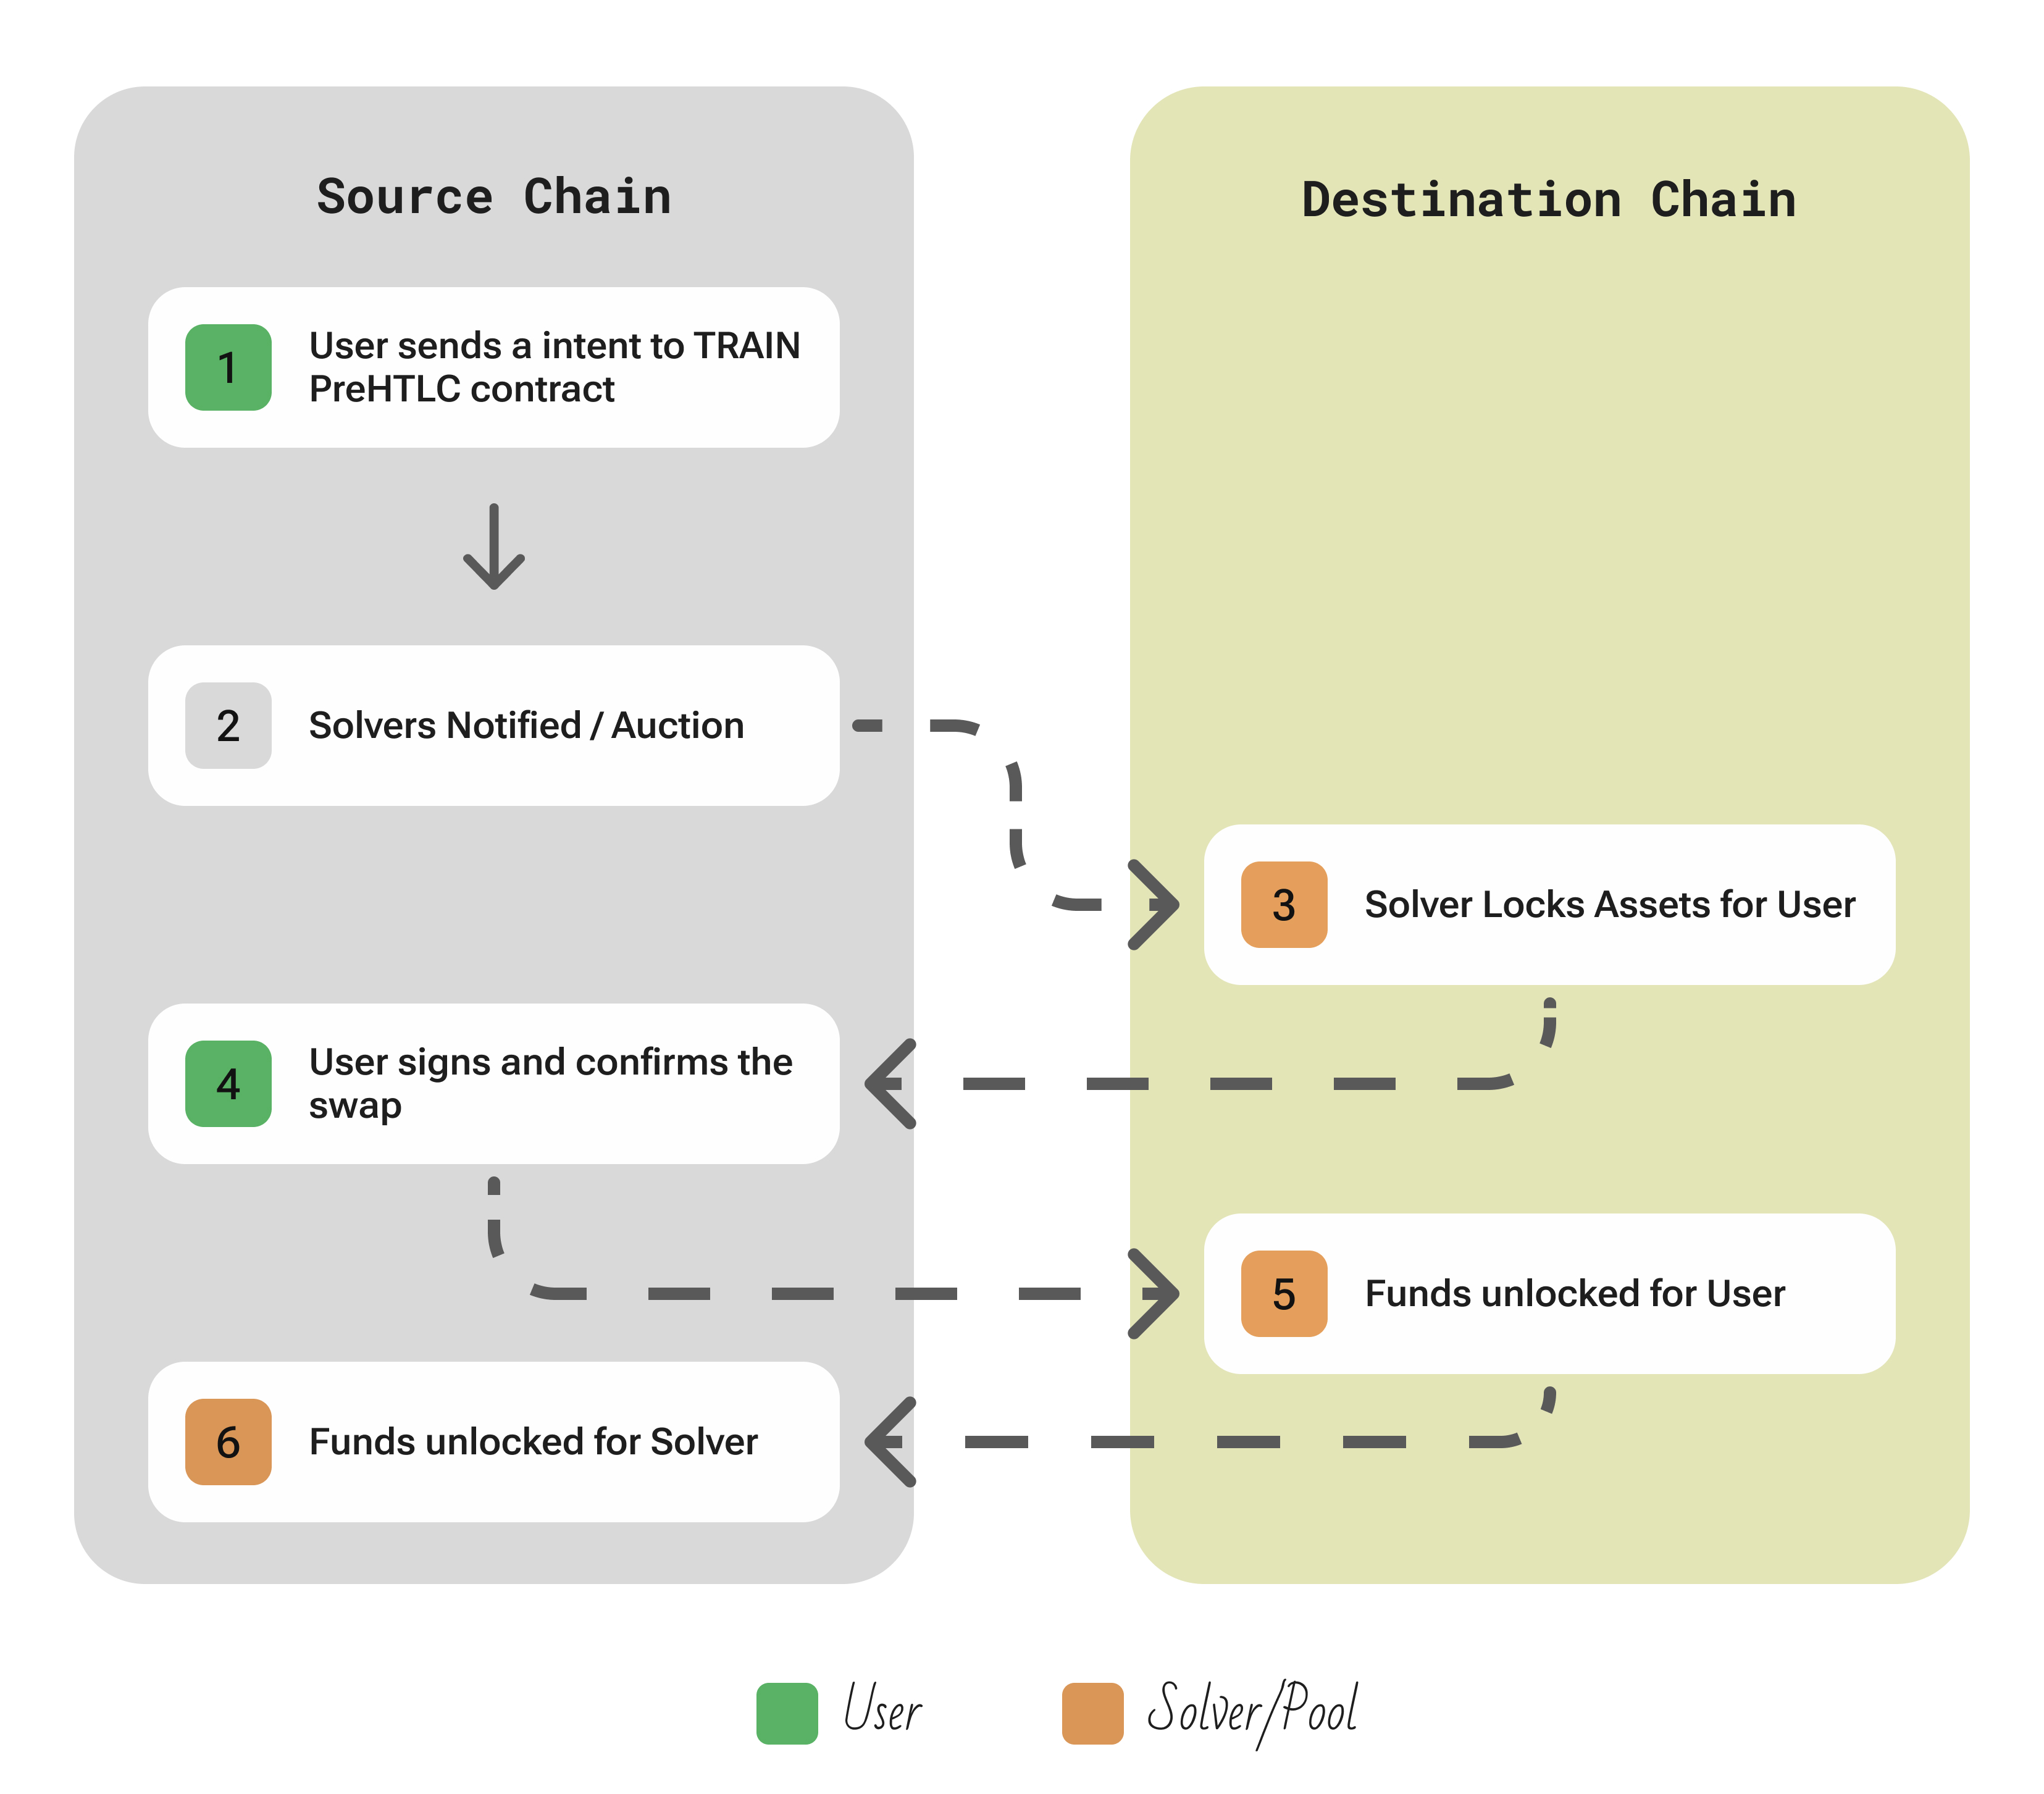 Source Chain
Destination Chain
1
User sends a intent to TRAIN
PreHTLC contract
2
Solvers Notified / Auction
3
Solver Locks Assets for User
4
User signs and confirms the
swap
5
Funds unlocked for User
6
Funds unlocked for Solver
User
Solver/Pool